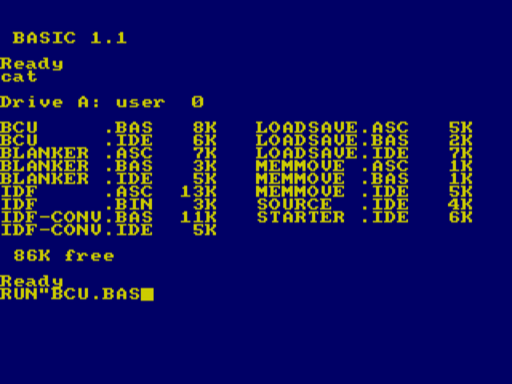 BASIC 1.1
Ready
cat
Drive A: user  0
BCU     .BAS   8K   LOADSAVE.ASC   5K
BCU     .IDE   6K   LOADSAVE.BAS   2K
BLANKER .ASC   7K   LOADSAVE.IDE   7K
BLANKER .BAS   3K   MEMMOVE .ASC   1K
BLANKER .IDE   5K   MEMMOVE .BAS   1K
IDF     .ASC  13K   MEMMOVE .IDE   5K
IDF     .BIN   3K   SOURCE  .IDE   4K
IDF-CONV.BAS  11K   STARTER .IDE   6K
IDF-CONV.IDE   5K
86K free
Ready
RUN"BCU.BAS